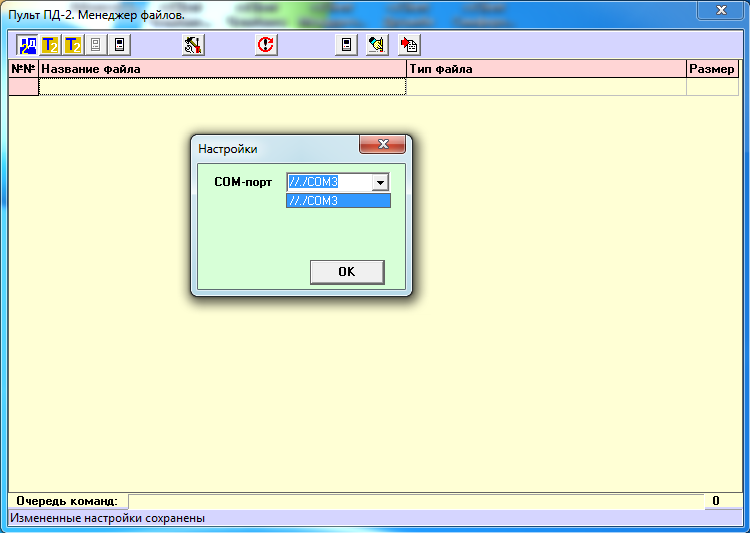 Пульт ПД-2. Менеджер файлов.
№№ Название файла Тип файла Размер
Настройки
COM-порт //./COM3
//./COM3
OK
Очередь команд: 0
Измененные настройки сохранены